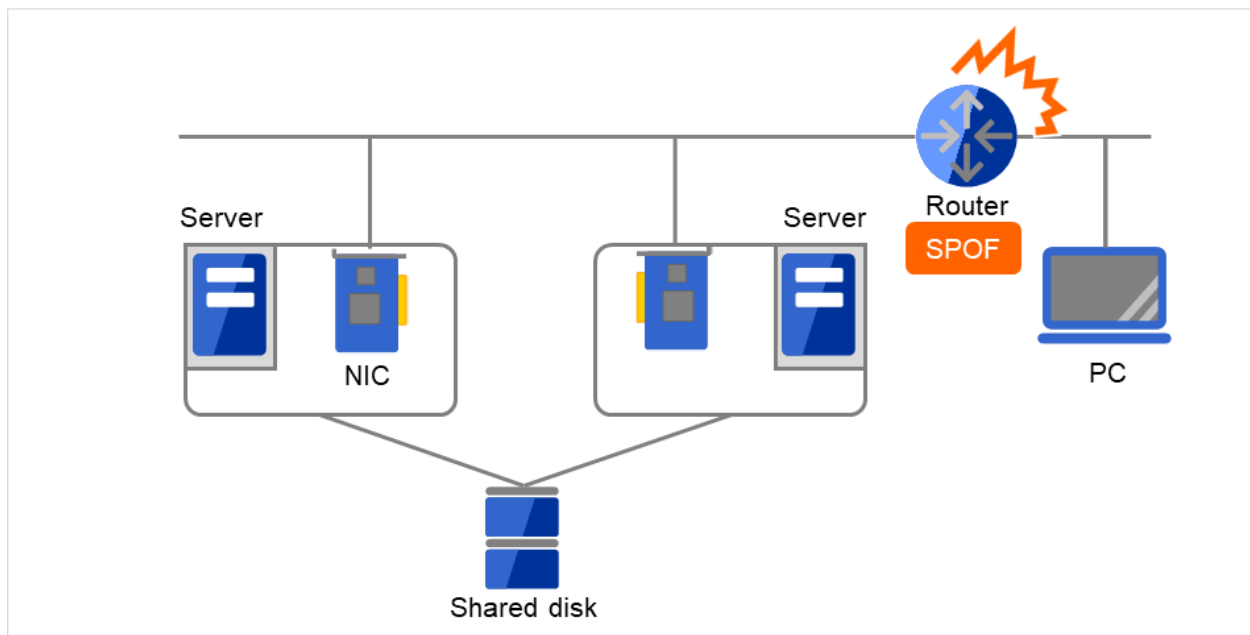 Router
Server
Server
SPOF
NIC
PC
Shared disk